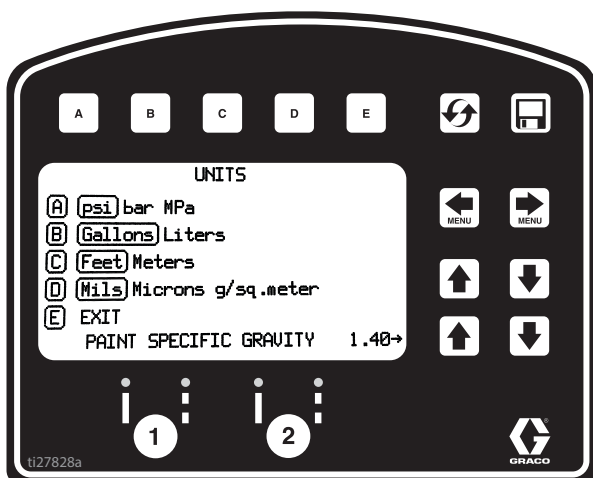 A B C D E
UNITS
A psi bar MPa
B Gallons Liters
C Feet Meters
D Mils Microns g/sq.meter
E EXIT
PAINT SPECIFIC GRAVITY 1.40→
MENU MENU
1 2
ti27828a
GRACO